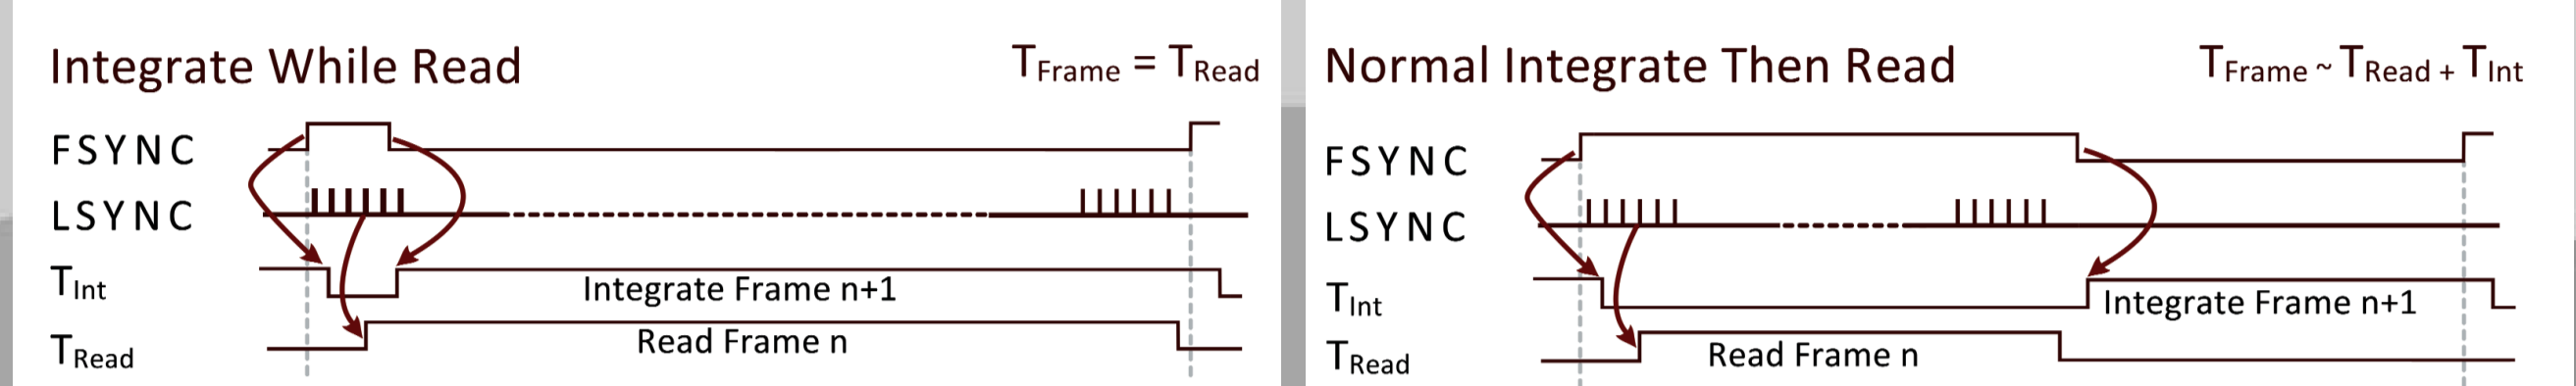 Integrate While Read
TFrame = TRead
FSYNC
LSYNC
TInt
Integrate Frame n+1
TRead
Read Frame n
Normal Integrate Then Read
TFrame ~ TRead + TInt
FSYNC
LSYNC
TInt
Integrate Frame n+1
TRead
Read Frame n